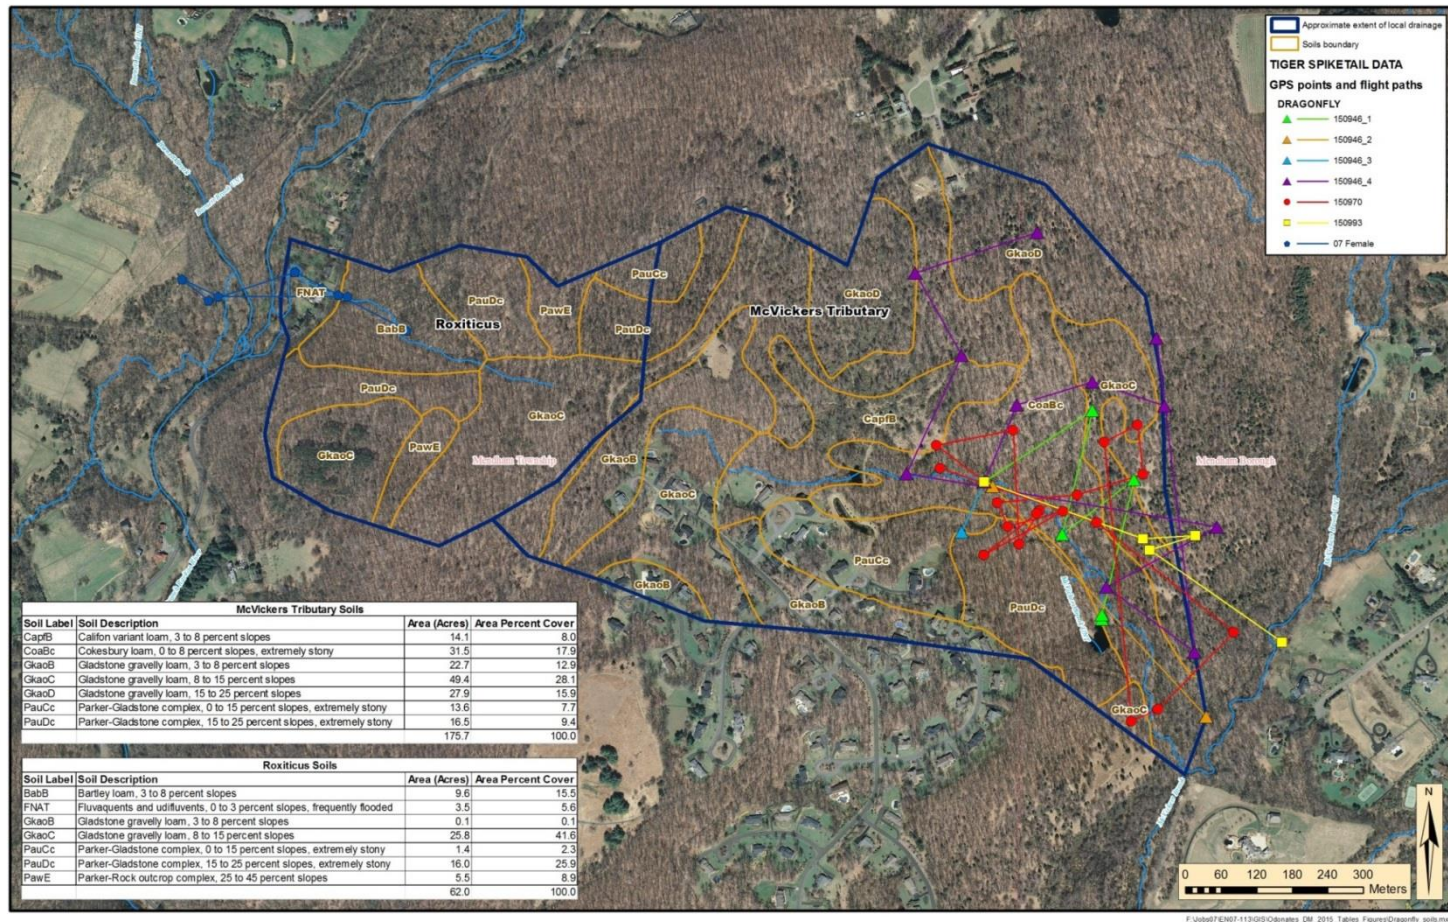 Approximate extent of local drainage
Soils boundary
TIGER SPIKETAIL DATA
GPS points and flight paths
DRAGONFLY
150946_1
150946_2
150946_3
150946_4
150970
150993
07 Female
GkaoD
PauCc
FNAT
PauDc
GkaoD
PawE
McVickers Tributary
BabB
Roxiticus
PauDc
PauDc
GkaoC
CoaBc
GkaoC
CapfB
PawE
GkaoC
GkaoB
Mendham Township
Mendham Borough
GkaoC
PauCc
GkaoB
GkaoB
PauDc
GkaoC
McVickers Tributary Soils
Soil Label Soil Description Area (Acres) Area Percent Cover
CapfB Califon variant loam, 3 to 8 percent slopes 14.1 8.0
CoaBc Cokesbury loam, 0 to 8 percent slopes, extremely stony 31.5 17.9
GkaoB Gladstone gravelly loam, 3 to 8 percent slopes 22.7 12.9
GkaoC Gladstone gravelly loam, 8 to 15 percent slopes 49.4 28.1
GkaoD Gladstone gravelly loam, 15 to 25 percent slopes 27.9 15.9
PauCc Parker-Gladstone complex, 0 to 15 percent slopes, extremely stony 13.6 7.7
PauDc Parker-Gladstone complex, 15 to 25 percent slopes, extremely stony 16.5 9.4
175.7 100.0
Roxiticus Soils
Soil Label Soil Description Area (Acres) Area Percent Cover
BabB Bartley loam, 3 to 8 percent slopes 9.6 15.5
FNAT Fluvaquents and udifluvents, 0 to 3 percent slopes, frequently flooded 3.5 5.6
GkaoB Gladstone gravelly loam, 3 to 8 percent slopes 0.1 0.1
GkaoC Gladstone gravelly loam, 8 to 15 percent slopes 25.8 41.6
PauCc Parker-Gladstone complex, 0 to 15 percent slopes, extremely stony 1.4 2.3
PauDc Parker-Gladstone complex, 15 to 25 percent slopes, extremely stony 16.0 25.9
PawE Parker-Rock outcrop complex, 25 to 45 percent slopes 5.5 8.9
62.0 100.0
N
0 60 120 180 240 300
Meters